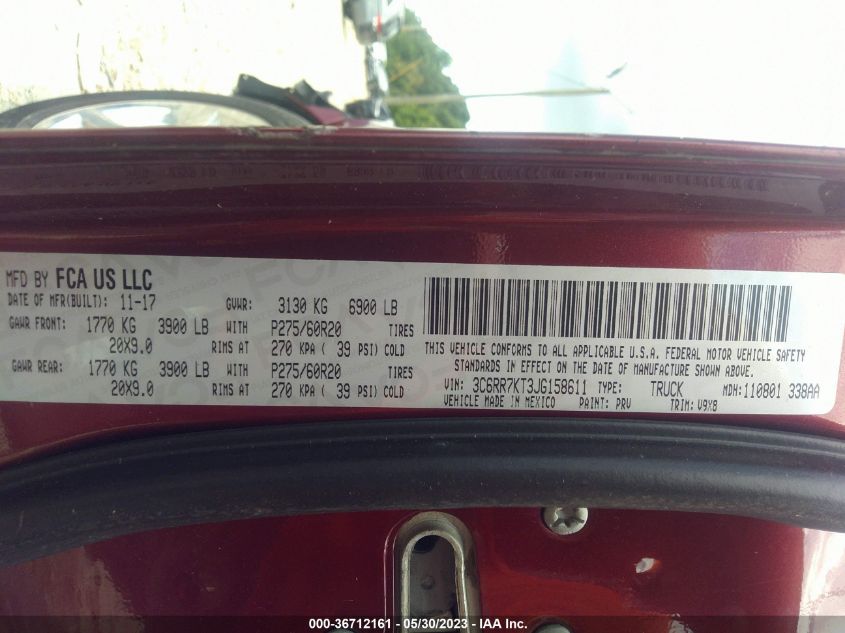 MFD BY FCA US LLC
DATE OF MFR(BUILT): 11-17 GVWR: 3130 KG 6900 LB
GAWR FRONT: 1770 KG 3900 LB WITH P275/60R20 TIRES
20X9.0 RIMS AT 270 KPA ( 39 PSI) COLD
GAWR REAR: 1770 KG 3900 LB WITH P275/60R20 TIRES
20X9.0 RIMS AT 270 KPA ( 39 PSI) COLD
THIS VEHICLE CONFORMS TO ALL APPLICABLE U.S.A. FEDERAL MOTOR VEHICLE SAFETY
STANDARDS IN EFFECT ON THE DATE OF MANUFACTURE SHOWN ABOVE.
VIN: 3C6RR7KT3JG158611 TYPE: TRUCK MDH: 110801 338AA
VEHICLE MADE IN MEXICO PAINT: PRV TRIM: V9X8
000-36712161 - 05/30/2023 - IAA Inc.